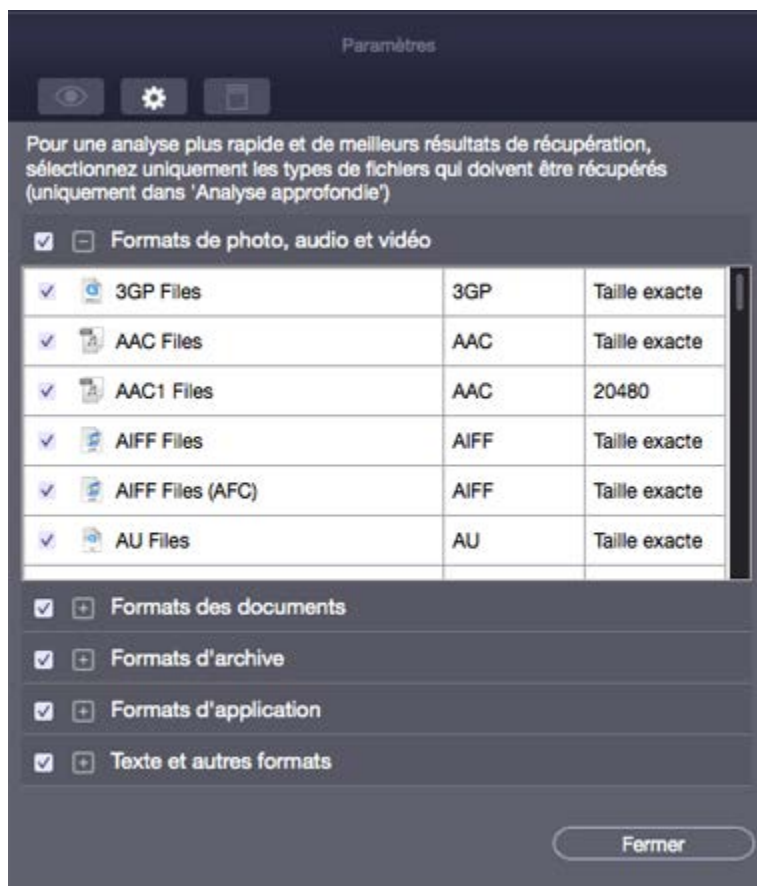 Paramètres
Pour une analyse plus rapide et de meilleurs résultats de récupération,
sélectionnez uniquement les types de fichiers qui doivent être récupérés
(uniquement dans 'Analyse approfondie')
Formats de photo, audio et vidéo
3GP Files 3GP Taille exacte
AAC Files AAC Taille exacte
AAC1 Files AAC 20480
AIFF Files AIFF Taille exacte
AIFF Files (AFC) AIFF Taille exacte
AU Files AU Taille exacte
Formats des documents
Formats d'archive
Formats d'application
Texte et autres formats
Fermer